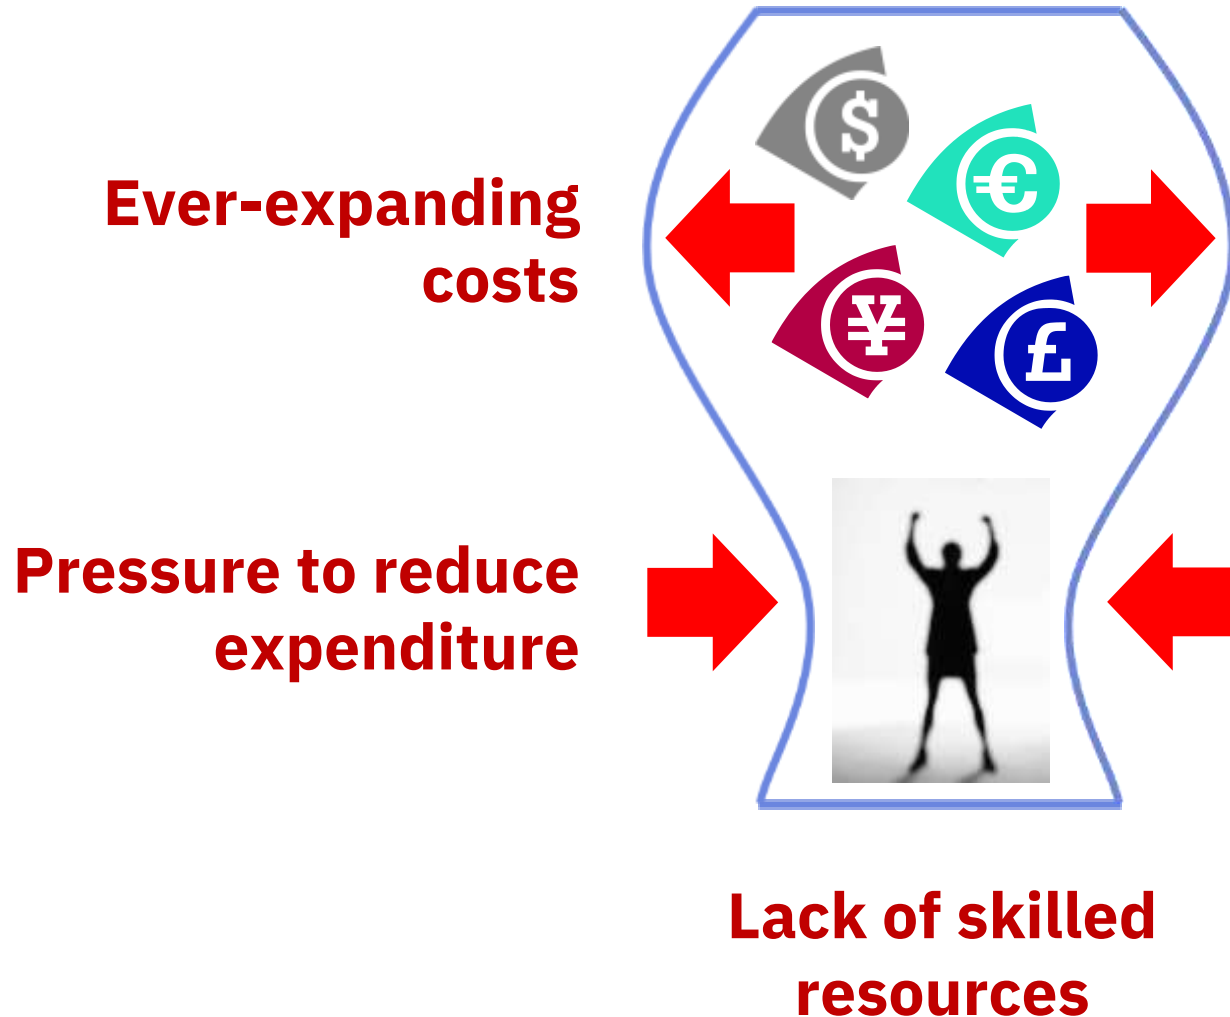 $
€
Ever-expanding
costs
¥
£
Pressure to reduce
expenditure
Lack of skilled
resources